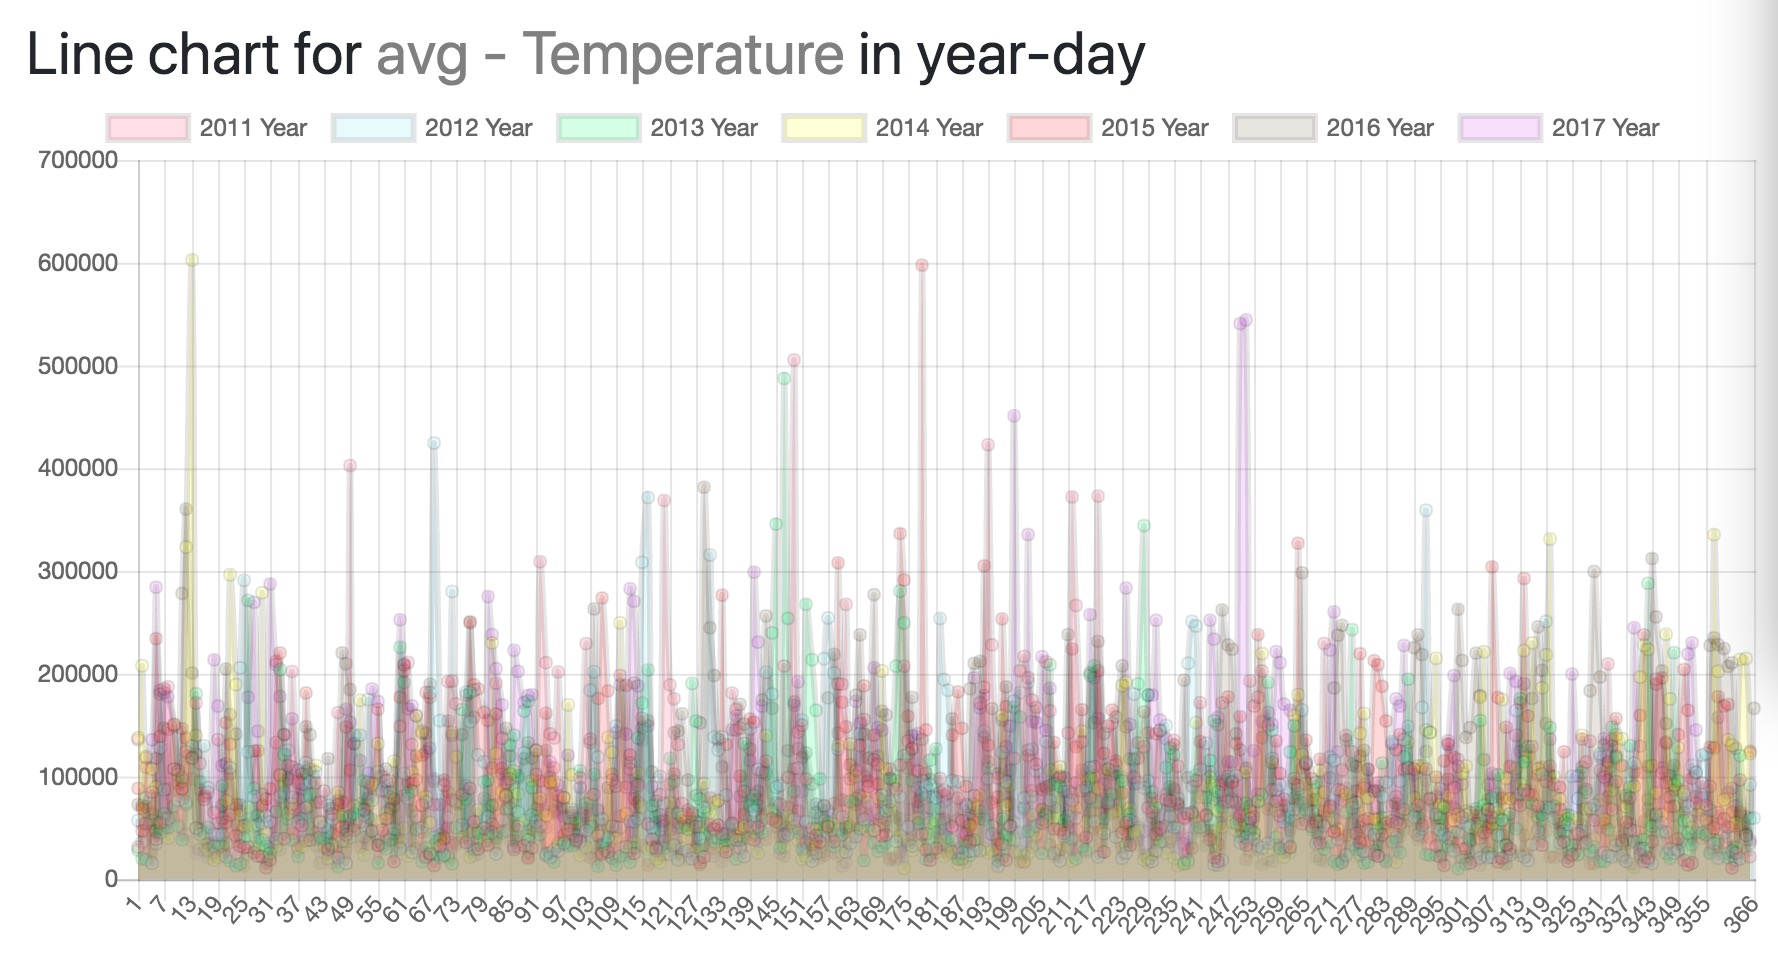 Line chart for avg - Temperature in year-day
2011 Year 2012 Year 2013 Year 2014 Year 2015 Year 2016 Year 2017 Year
700000
600000
500000
400000
300000
200000
100000
0
1 7 13 19 25 31 37 43 49 55 61 67 73 79 85 91 97 103 109 115 121 127 133 139 145 151 157 163 169 175 181 187 193 199 205 211 217 223 229 235 241 247 253 259 265 271 277 283 289 295 301 307 313 319 325 331 337 343 349 355 366